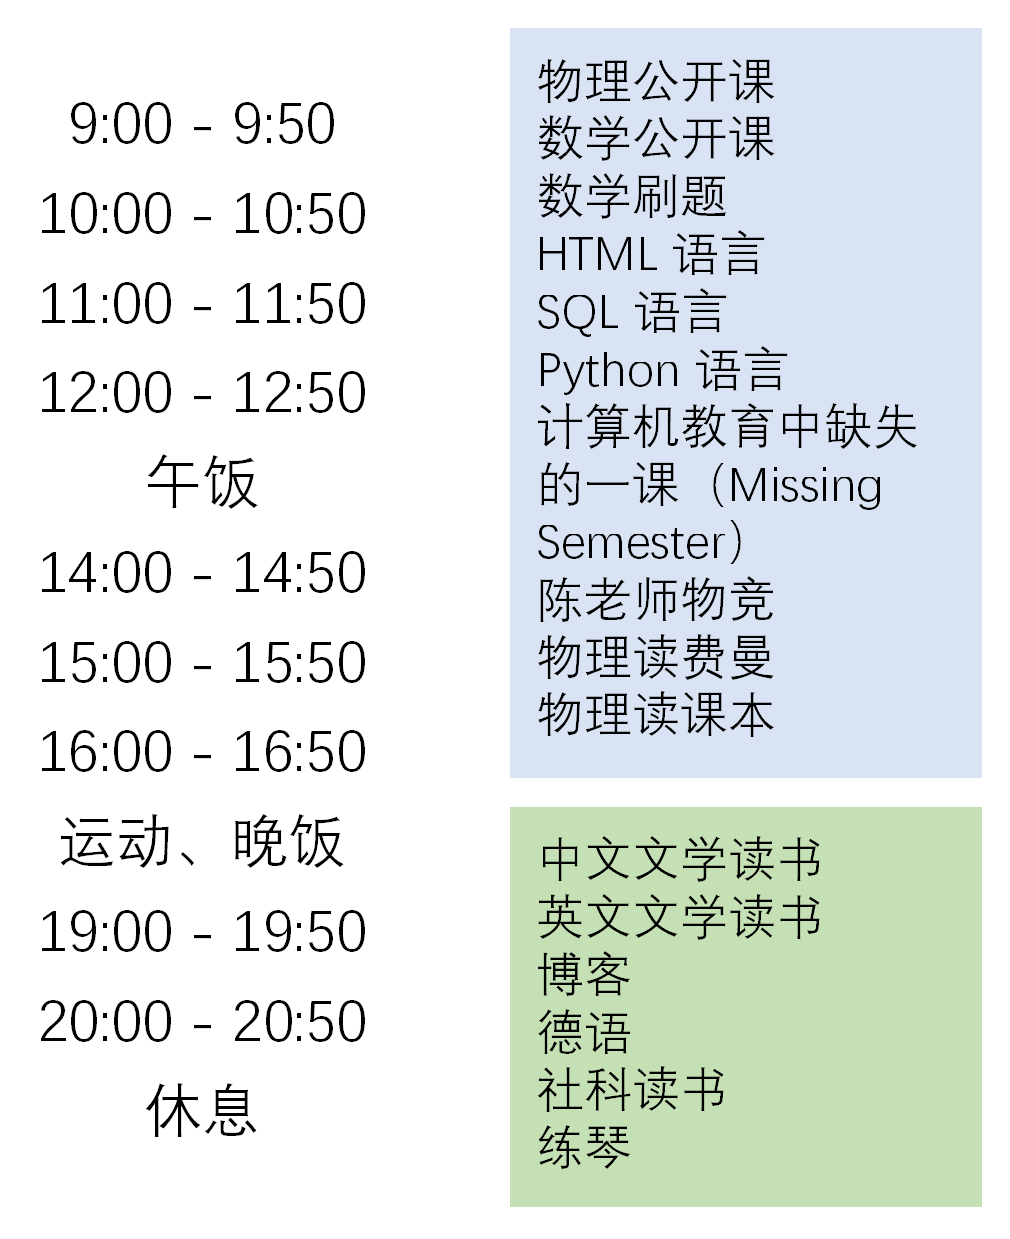 9:00 - 9:50
10:00 - 10:50
11:00 - 11:50
12:00 - 12:50
午饭
14:00 - 14:50
15:00 - 15:50
16:00 - 16:50
运动、晚饭
19:00 - 19:50
20:00 - 20:50
休息
物理公开课
数学公开课
数学刷题
HTML 语言
SQL 语言
Python 语言
计算机教育中缺失
的一课（Missing
Semester）
陈老师物竞
物理读费曼
物理读课本
中文文学读书
英文文学读书
博客
德语
社科读书
练琴